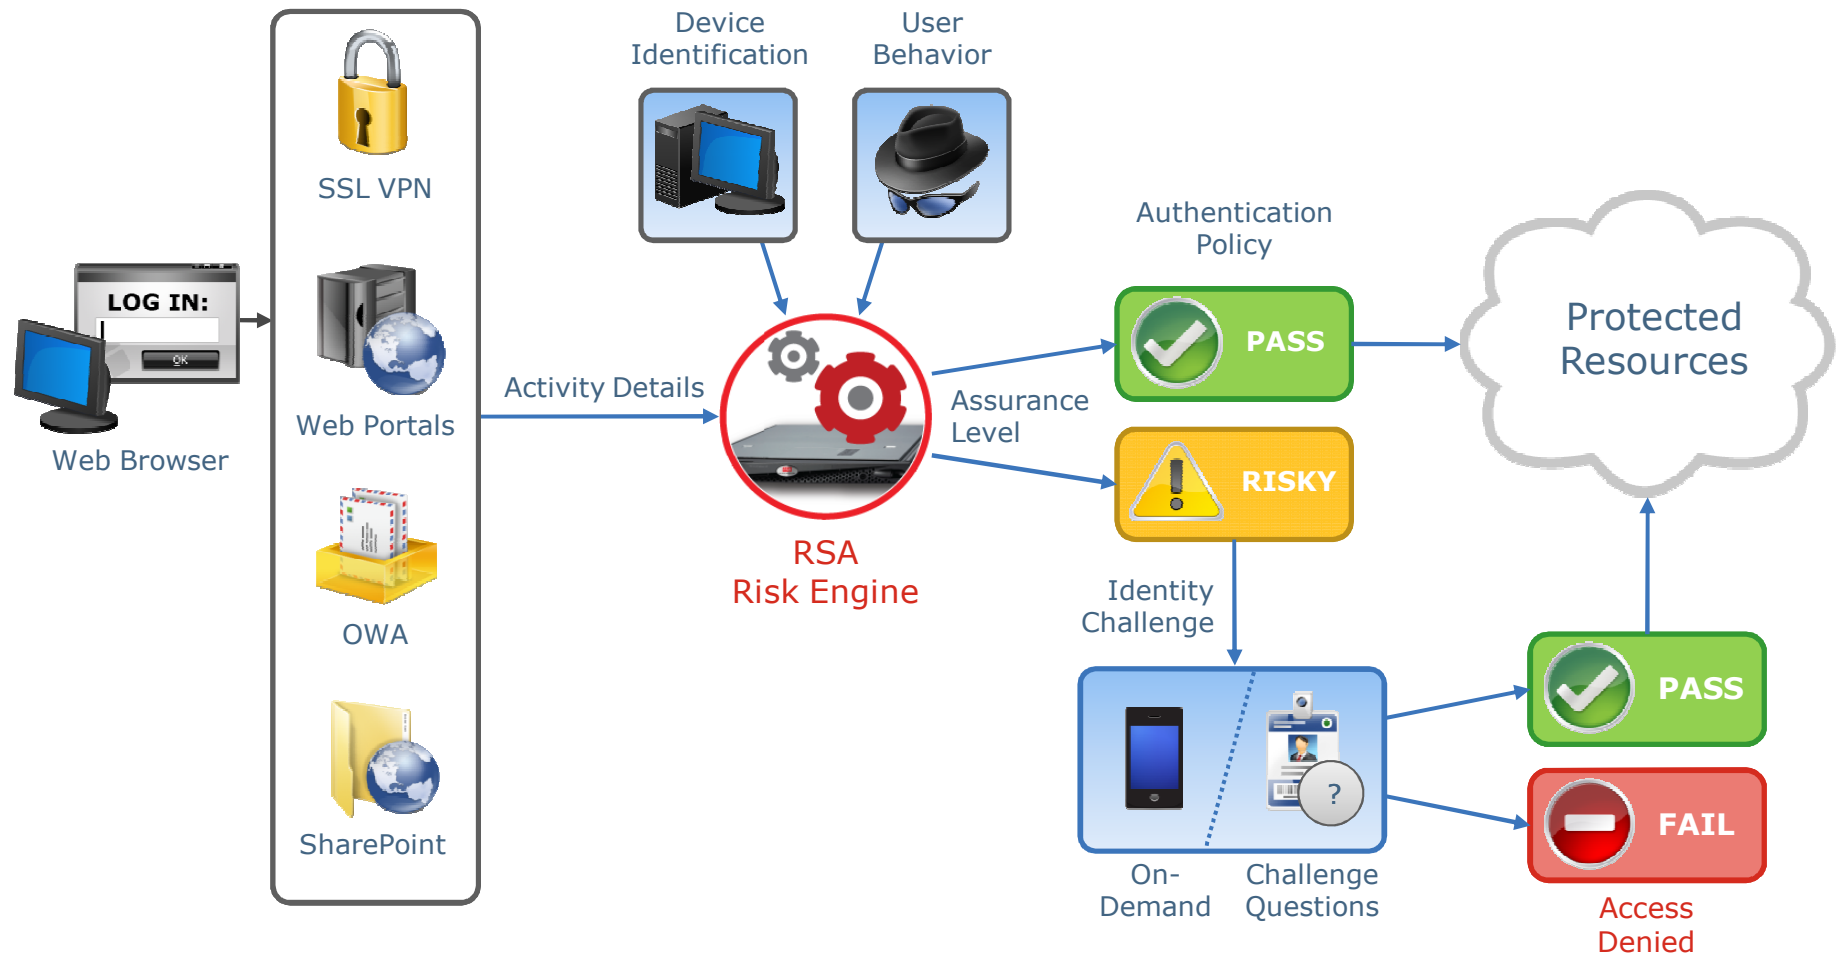 Device
Identification
User
Behavior
SSL VPN
LOG IN:
OK
Web Browser
Web Portals
OWA
SharePoint
Activity Details
RSA
Risk Engine
Assurance
Level
Authentication
Policy
PASS
RISKY
Protected
Resources
Identity
Challenge
?
On-
Demand
Challenge
Questions
PASS
FAIL
Access
Denied